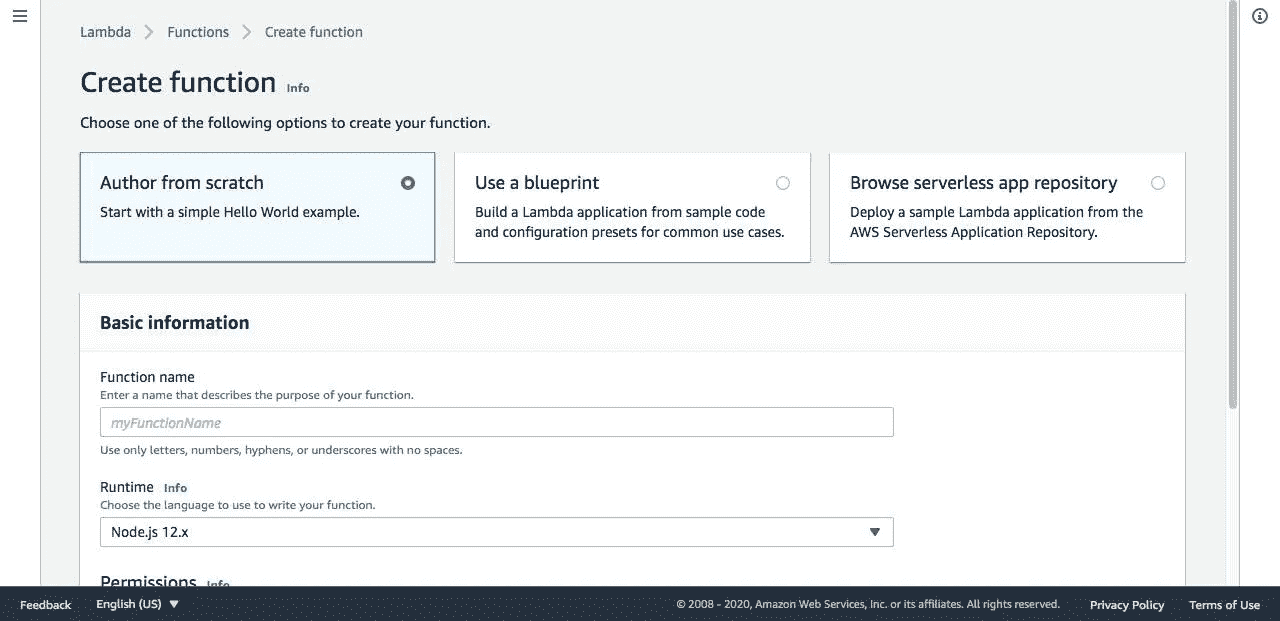 Lambda Functions Create function
Create function Info
Choose one of the following options to create your function.
Author from scratch
Start with a simple Hello World example.
Use a blueprint
Build a Lambda application from sample code
and configuration presets for common use cases.
Browse serverless app repository
Deploy a sample Lambda application from the
AWS Serverless Application Repository.
Basic information
Function name
Enter a name that describes the purpose of your function.
myFunctionName
Use only letters, numbers, hyphens, or underscores with no spaces.
Runtime Info
Choose the language to use to write your function.
Node.js 12.x
Permissions Info
Feedback English (US) © 2008 - 2020, Amazon Web Services, Inc. or its affiliates. All rights reserved. Privacy Policy Terms of Use